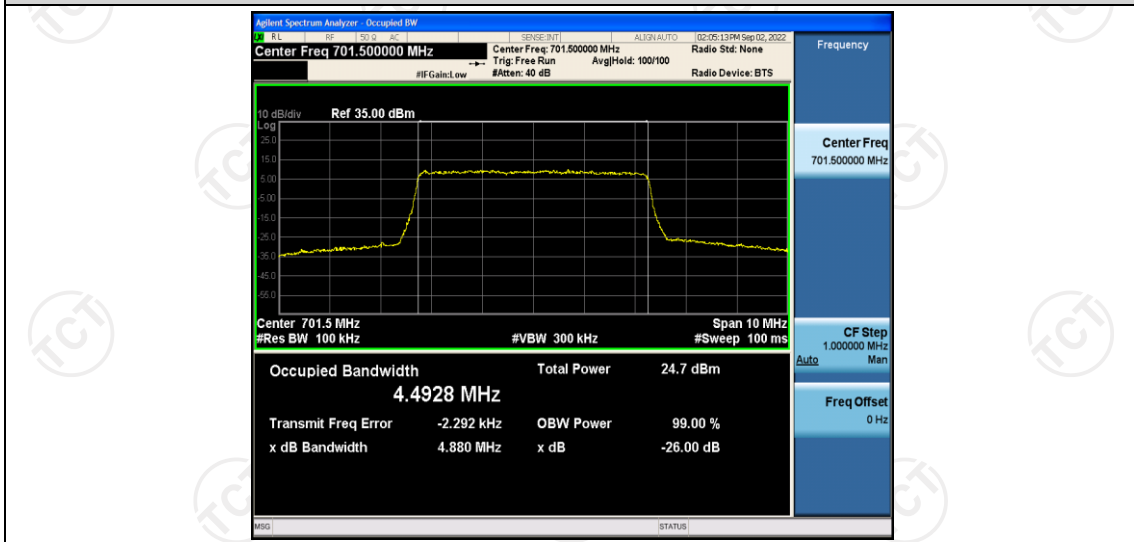 Agilent Spectrum Analyzer - Occupied BW
LXI RL RF 50 Ω AC SENSE:INT ALIGN AUTO 02:05:13 PM Sep 02, 2022
Center Freq 701.500000 MHz Center Freq: 701.500000 MHz Radio Std: None
Trig: Free Run Avg|Hold: 100/100
#IFGain:Low #Atten: 40 dB Radio Device: BTS
Frequency
10 dB/div Ref 35.00 dBm
Log
25.0
15.0
5.00
-5.00
-15.0
-25.0
-35.0
-45.0
-55.0
Center 701.5 MHz Span 10 MHz
#Res BW 100 kHz #VBW 300 kHz #Sweep 100 ms
Occupied Bandwidth Total Power 24.7 dBm
4.4928 MHz
Transmit Freq Error -2.292 kHz OBW Power 99.00 %
x dB Bandwidth 4.880 MHz x dB -26.00 dB
Center Freq
701.500000 MHz
CF Step
1.000000 MHz
Auto Man
Freq Offset
0 Hz
MSG STATUS
TCT
TCT
TCT
TCT
TCT
TCT